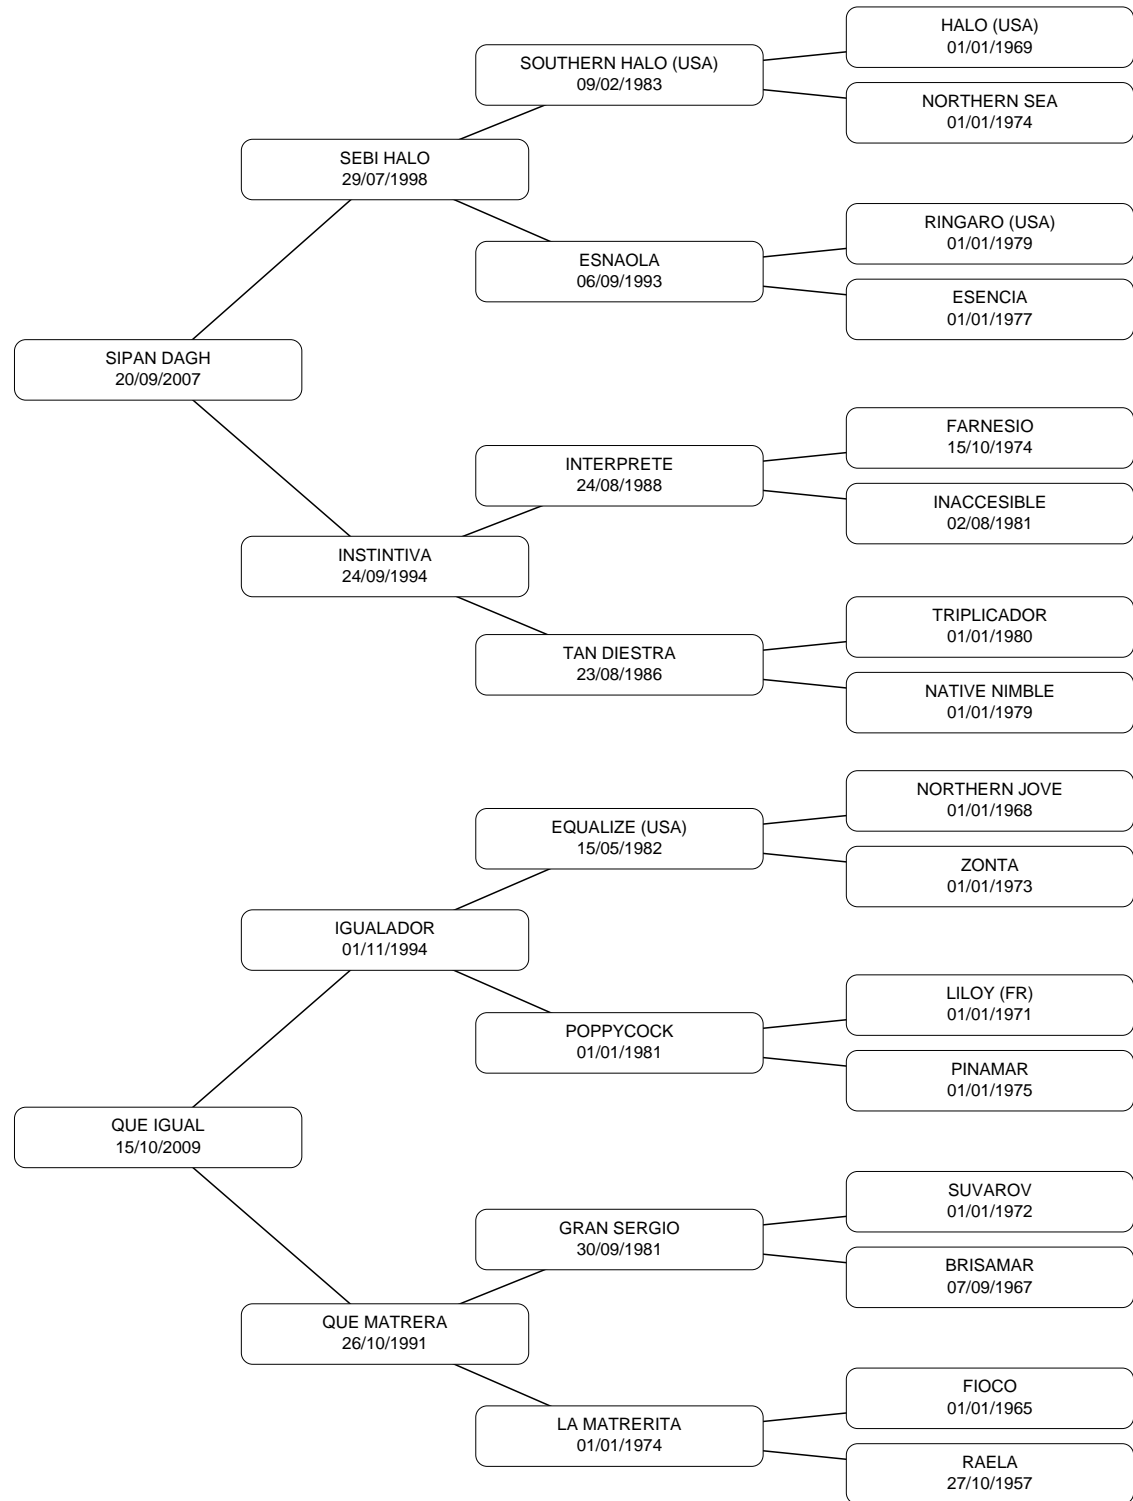 HALO (USA)
01/01/1969
SOUTHERN HALO (USA)
09/02/1983
NORTHERN SEA
01/01/1974
SEBI HALO
29/07/1998
RINGARO (USA)
01/01/1979
ESNAOLA
06/09/1993
ESENCIA
01/01/1977
SIPAN DAGH
20/09/2007
FARNESIO
15/10/1974
INTERPRETE
24/08/1988
INACCESIBLE
02/08/1981
INSTINTIVA
24/09/1994
TRIPLICADOR
01/01/1980
TAN DIESTRA
23/08/1986
NATIVE NIMBLE
01/01/1979
NORTHERN JOVE
01/01/1968
EQUALIZE (USA)
15/05/1982
ZONTA
01/01/1973
IGUALADOR
01/11/1994
LILOY (FR)
01/01/1971
POPPYCOCK
01/01/1981
PINAMAR
01/01/1975
QUE IGUAL
15/10/2009
SUVAROV
01/01/1972
GRAN SERGIO
30/09/1981
BRISAMAR
07/09/1967
QUE MATRERA
26/10/1991
FIOCO
01/01/1965
LA MATRERITA
01/01/1974
RAELA
27/10/1957